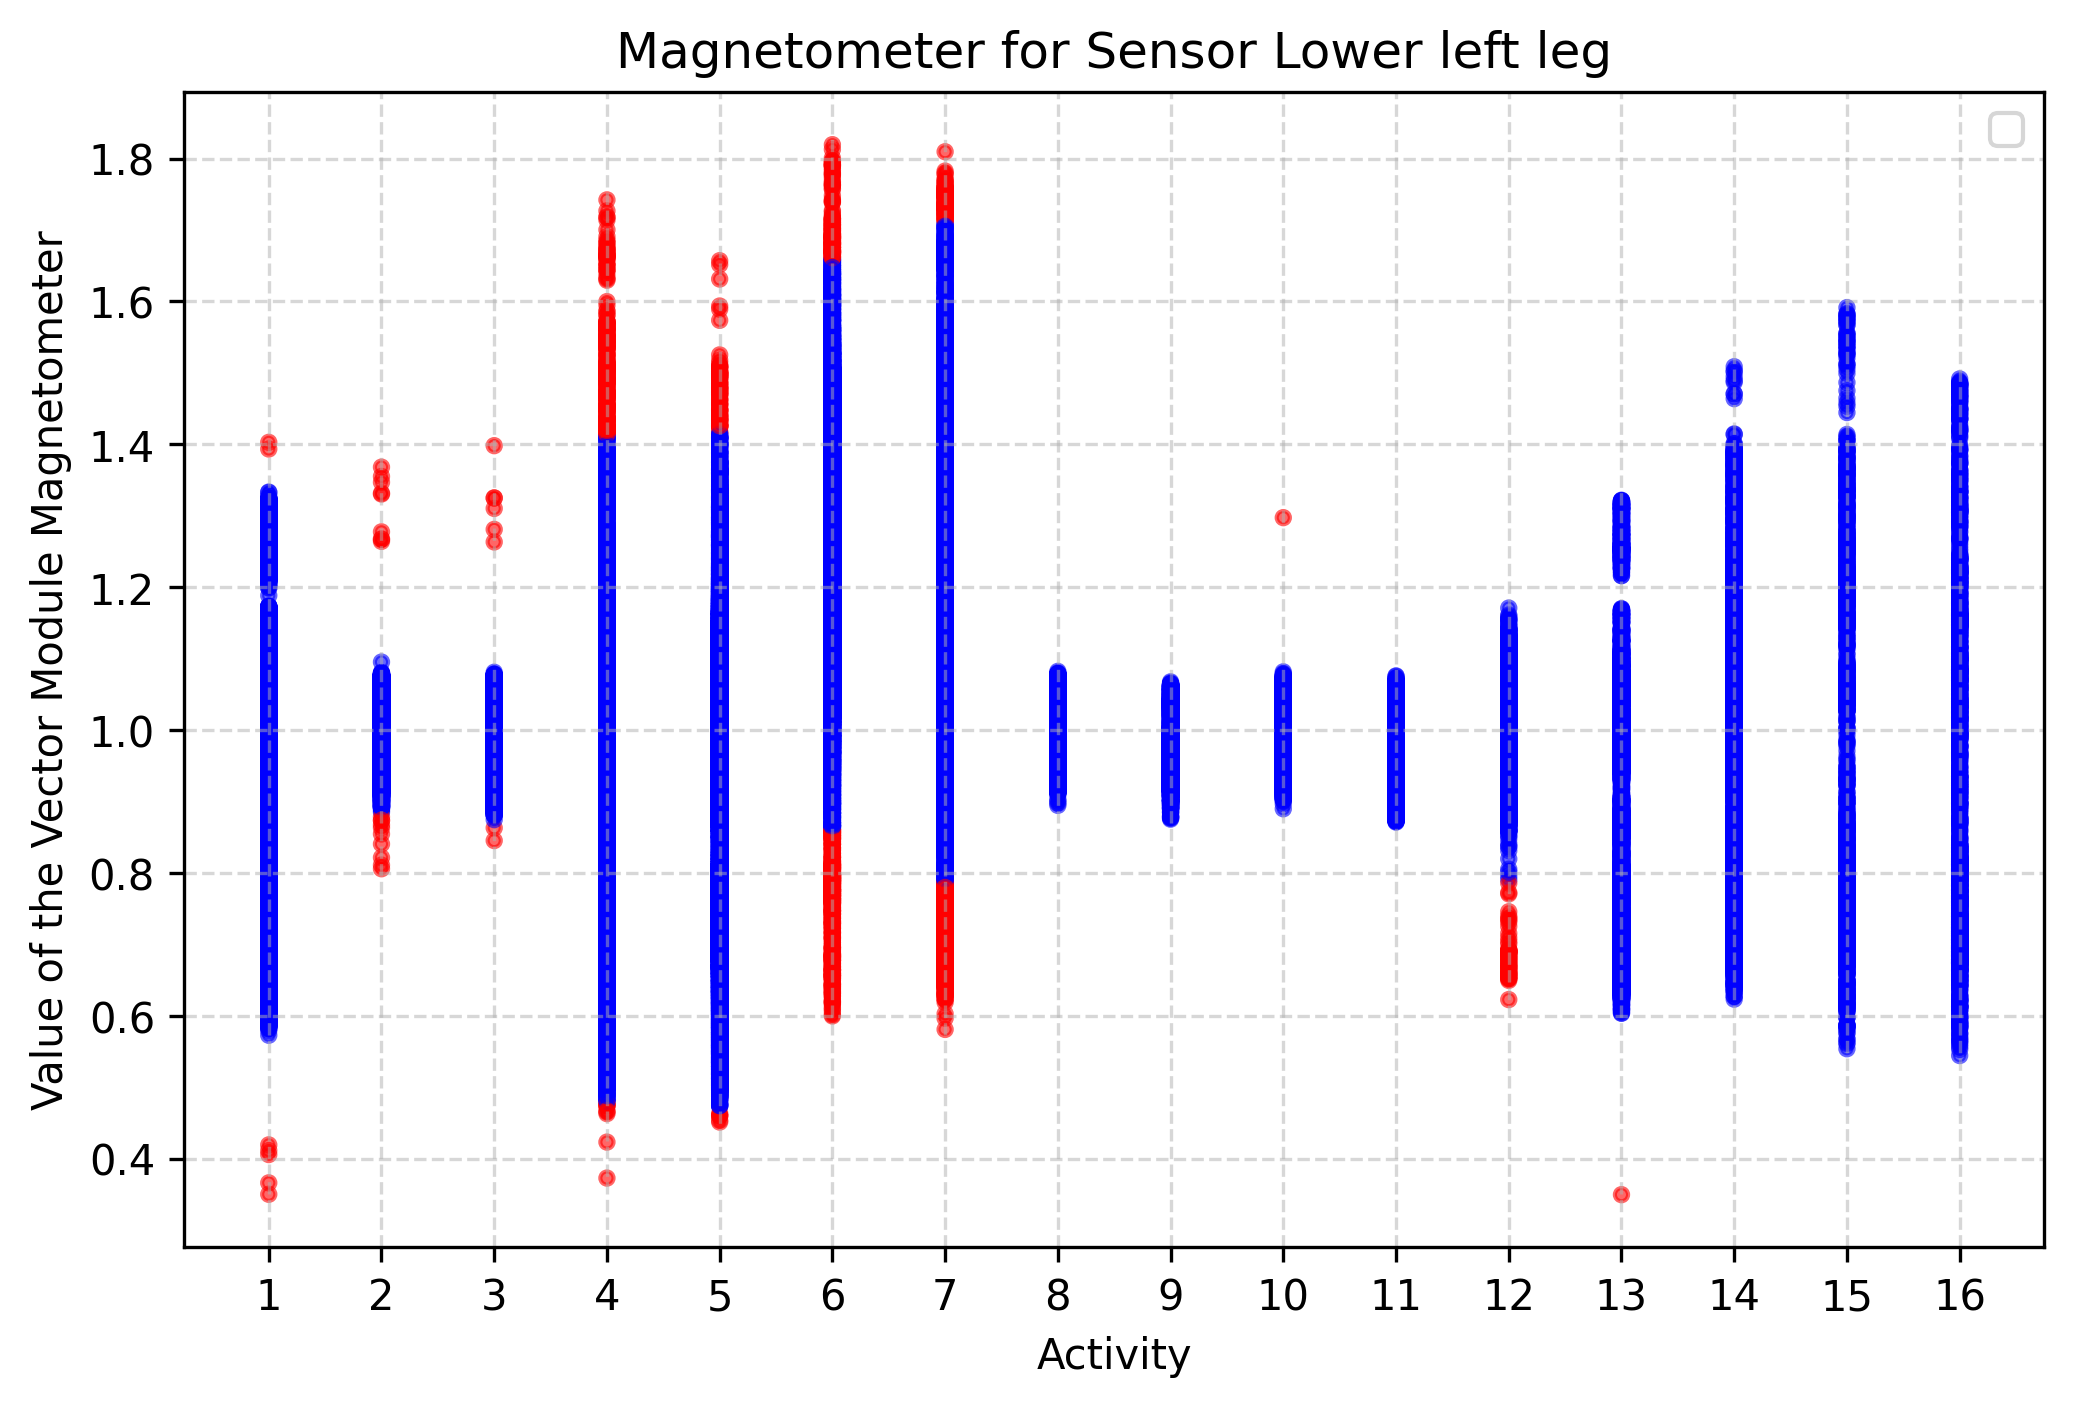 Magnetometer for Sensor Lower left leg
Value of the Vector Module Magnetometer
1.8
1.6
1.4
1.2
1.0
0.8
0.6
0.4
1 2 3 4 5 6 7 8 9 10 11 12 13 14 15 16
Activity